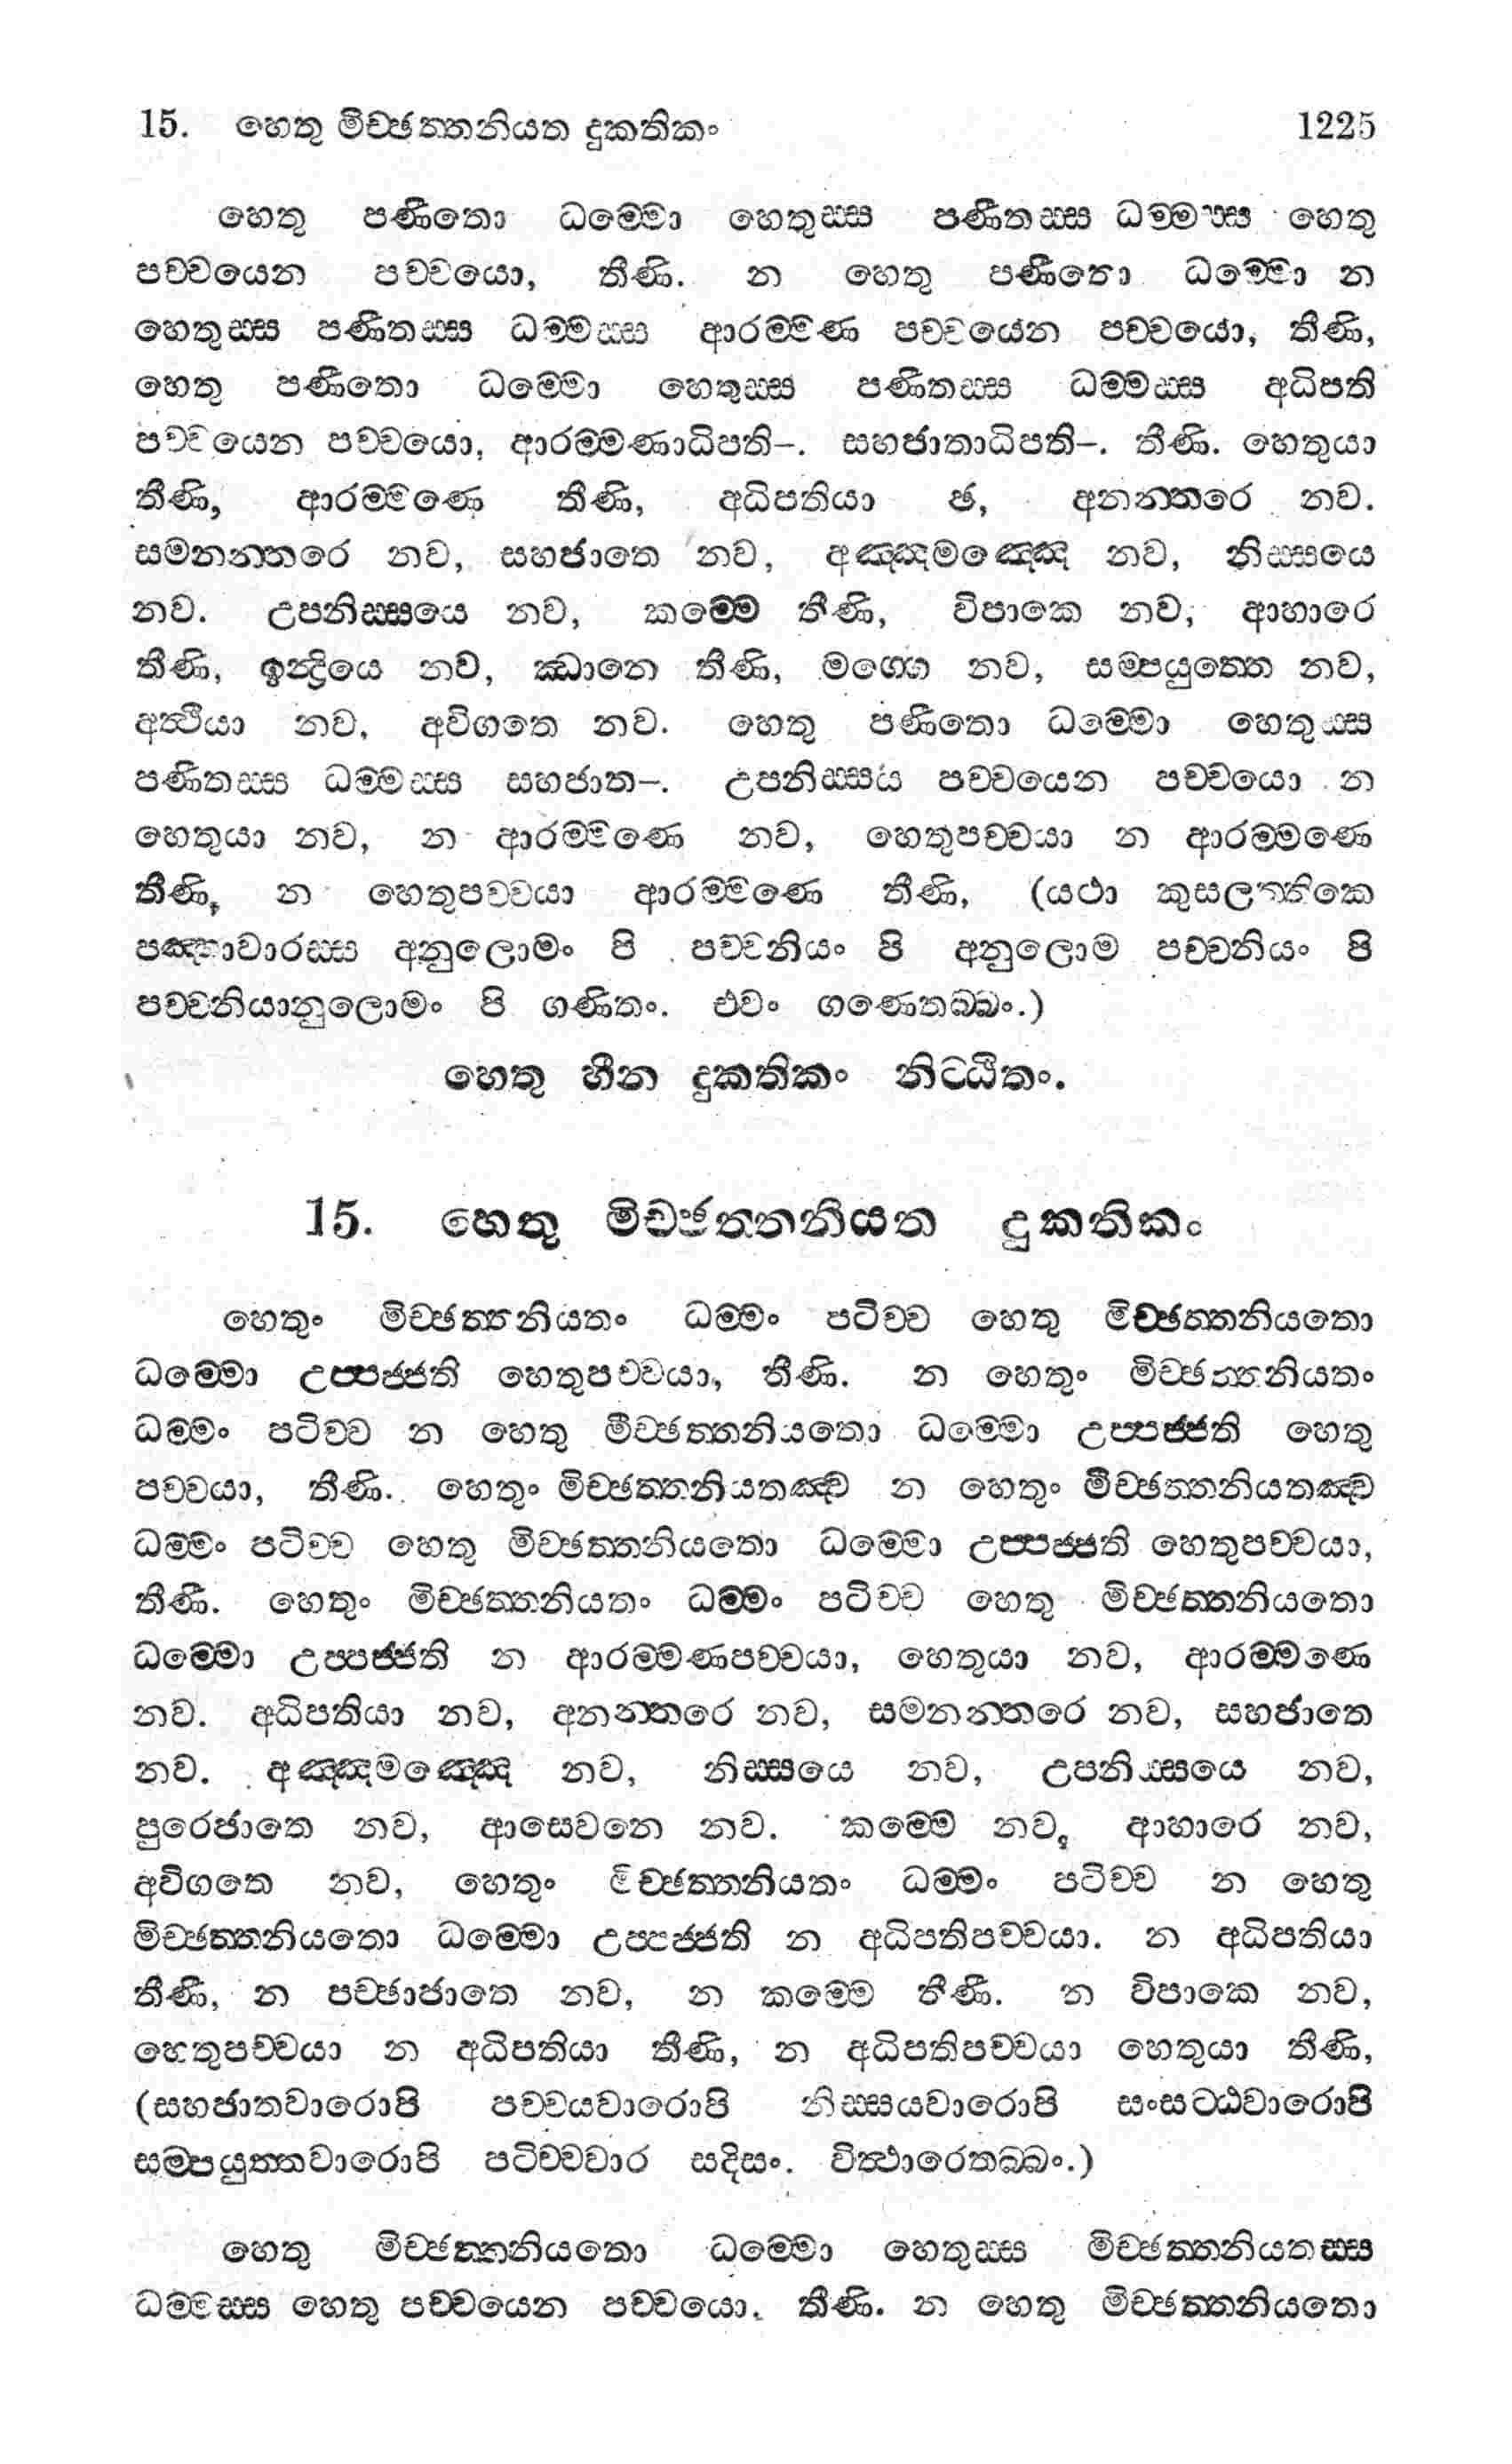 15. හෙතු මිච්ඡත්තනියත දුකතිකං 1225
හෙතු පණීතො ධම්මො හෙතුස්ස පණීතස්ස ධම්මස්ස හෙතු
පච්චයෙන පච්චයො, තීණි. න හෙතු පණීතො ධම්මො න
හෙතුස්ස පණීතස්ස ධම්මස්ස ආරම්මණ පච්චයෙන පච්චයො, තීණි,
හෙතු පණීතො ධම්මො හෙතුස්ස පණිතස්ස ධම්මස්ස අධිපති
පච්චයෙන පච්චයො, ආරම්මණාධිපති–. සහජාතාධිපති–. තීණි. හෙතුයා
තීණි, ආරම්මණෙ තීණි, අධිපතියා ඡ, අනන්තරෙ නව.
සමනන්තරෙ නව, සහජාතෙ නව, අඤ්ඤමඤ්ඤෙ නව, නිස්සයෙ
නව. උපනිස්සයෙ නව, කම්මෙ තීණි, විපාකෙ නව, ආහාරෙ
තීණි, ඉන්ද්‍රියෙ නව, ඣානෙ තීණි, මග්ගෙ නව, සම්පයුත්තෙ නව,
අත්ථියා නව, අවිගතෙ නව. හෙතු පණිතො ධම්මො හෙතුස්ස
පණිතස්ස ධම්මස්ස සහජාත–. උපනිස්සය පච්චයෙන පච්චයො න
හෙතුයා නව, න ආරම්මණෙ නව, හෙතුපච්චයා න ආරම්මණෙ
තීණි, න හෙතුපච්චයා ආරම්මණෙ තීණි, (යථා කුසලත්තිකෙ
පඤ්හාවාරස්ස අනුලොමං පි පච්චනියං පි අනුලොම පච්චනියං පි
පච්චනියානුලොමං පි ගණිතං. එවං ගණෙතබ්බං.)
හෙතු හීන දුකතිකං නිට්ඨිතං.
15. හෙතු මිච්ඡත්තනියත දුකතිකං
හෙතුං මිච්ඡත්තනියතං ධම්මං පටිච්ච හෙතු මිච්ඡත්තනියතො
ධම්මො උප්පජ්ජති හෙතුපච්චයා, තීණි. න හෙතුං මිච්ඡත්තනියතං
ධම්මං පටිච්ච න හෙතු මිච්ඡත්තනියතො ධම්මො උප්පජ්ජති හෙතු
පච්චයා, තීණි. හෙතුං මිච්ඡත්තනියතඤ්ච න හෙතුං මිච්ඡත්තනියතඤ්ච
ධම්මං පටිච්ච හෙතු මිච්ඡත්තනියතො ධම්මො උප්පජ්ජති හෙතුපච්චයා,
තීණී. හෙතුං මිච්ඡත්තනියතං ධම්මං පටිච්ච හෙතු මිච්ඡත්තනියතො
ධම්මො උප්පජ්ජති න ආරම්මණපච්චයා, හෙතුයා නව, ආරම්මණෙ
නව. අධිපතියා නව, අනන්තරෙ නව, සමනන්තරෙ නව, සහජාතෙ
නව. අඤ්ඤමඤ්ඤෙ නව, නිස්සයෙ නව, උපනිස්සයෙ නව,
පුරෙජාතෙ නව, ආසෙවනෙ නව. කම්මෙ නව, ආහාරෙ නව,
අවිගතෙ නව, හෙතුං මිච්ඡත්තනියතං ධම්මං පටිච්ච න හෙතු
මිච්ඡත්තනියතො ධම්මො උප්පජ්ජති න අධිපතිපච්චයා. න අධිපතියා
තීණී, න පච්ඡාජාතෙ නව, න කම්මෙ තීණී. න විපාකෙ නව,
හෙතුපච්චයා න අධිපතියා තීණි, න අධිපතිපච්චයා හෙතුයා තීණි,
(සහජාතවාරොපි පච්චයවාරොපි නිස්සයවාරොපි සංසට්ඨවාරොපි
සම්පයුත්තවාරොපි පටිච්චවාර සදිසං. විත්ථාරෙතබ්බං.)
හෙතු මිච්ඡත්තනියතො ධම්මො හෙතුස්ස මිච්ඡත්තනියතස්ස
ධම්මස්ස හෙතු පච්චයෙන පච්චයො. තීණි. න හෙතු මිච්ඡත්තනියතො